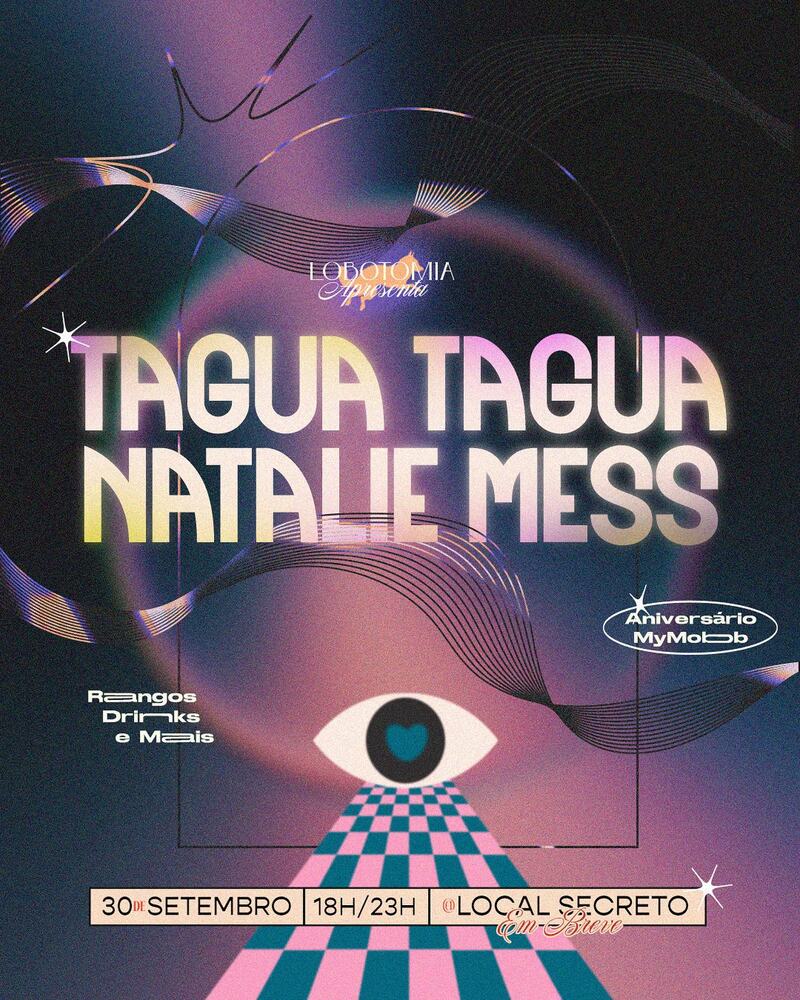 LOBOTOMIA
Apresenta
TAGUA TAGUA
NATALIE MESS
Aniversário
MyMobb
Rangos
Drinks
e Mais
30 DE SETEMBRO
18H/23H
@LOCAL SECRETO
Em Breve